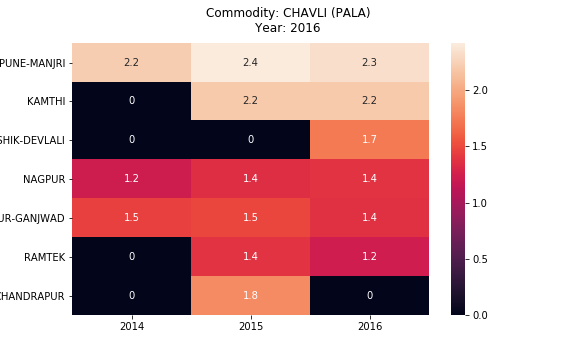 Commodity: CHAVLI (PALA)
Year: 2016
PUNE-MANJRI 2.2 2.4 2.3
KAMTHI 0 2.2 2.2
SHIK-DEVLALI 0 0 1.7
NAGPUR 1.2 1.4 1.4
UR-GANJWAD 1.5 1.5 1.4
RAMTEK 0 1.4 1.2
HANDRAPUR 0 1.8 0
2014 2015 2016
2.0
1.5
1.0
0.5
0.0